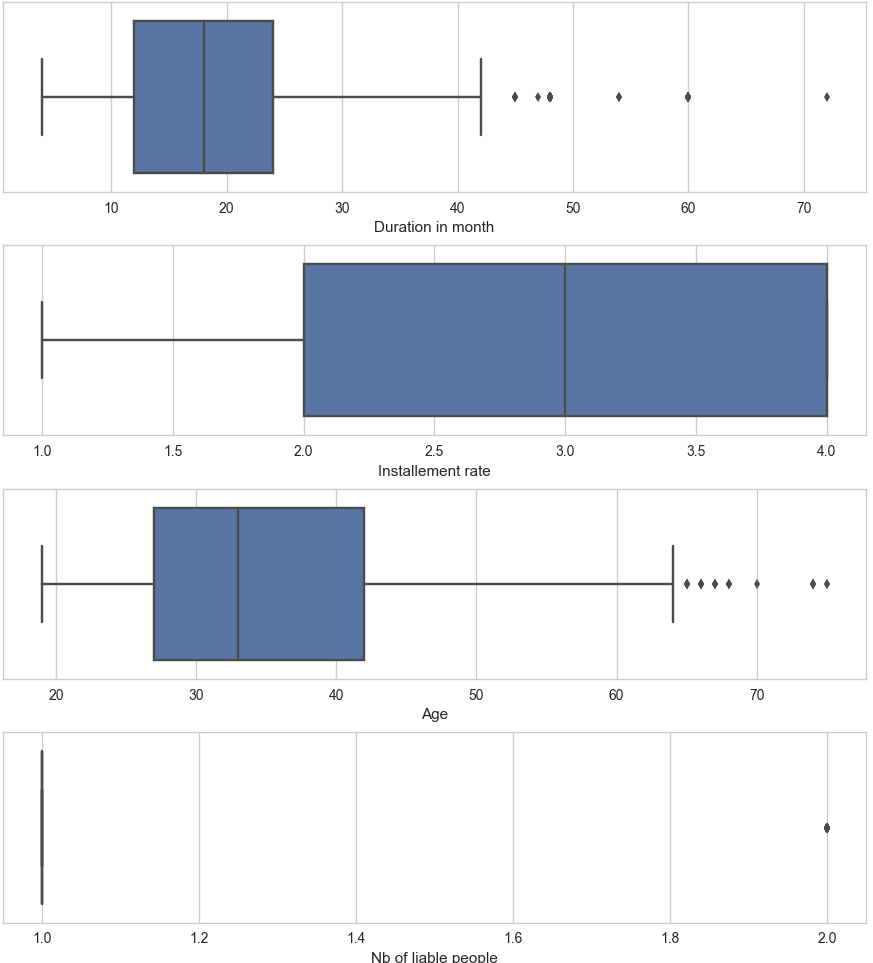 10 20 30 40 50 60 70
Duration in month
1.0 1.5 2.0 2.5 3.0 3.5 4.0
Installement rate
20 30 40 50 60 70
Age
1.0 1.2 1.4 1.6 1.8 2.0
Nb of liable people